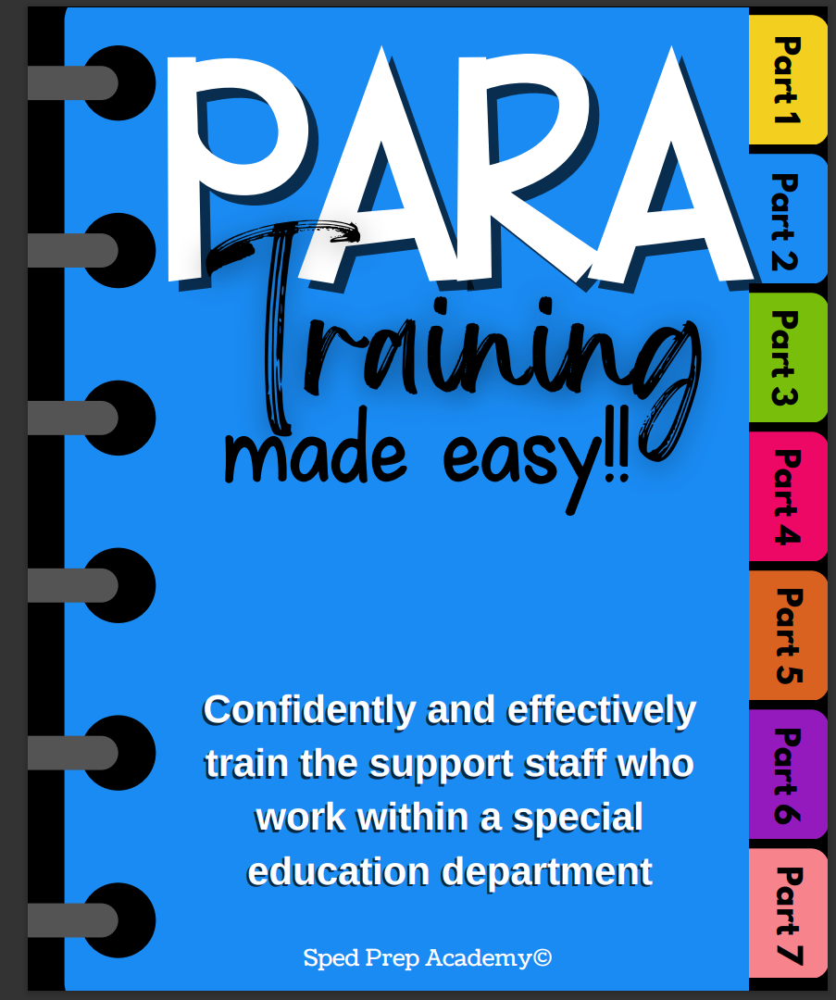 PARA
Training
made easy!!
Confidently and effectively
train the support staff who
work within a special
education department
Sped Prep Academy©
Part 1
Part 2
Part 3
Part 4
Part 5
Part 6
Part 7